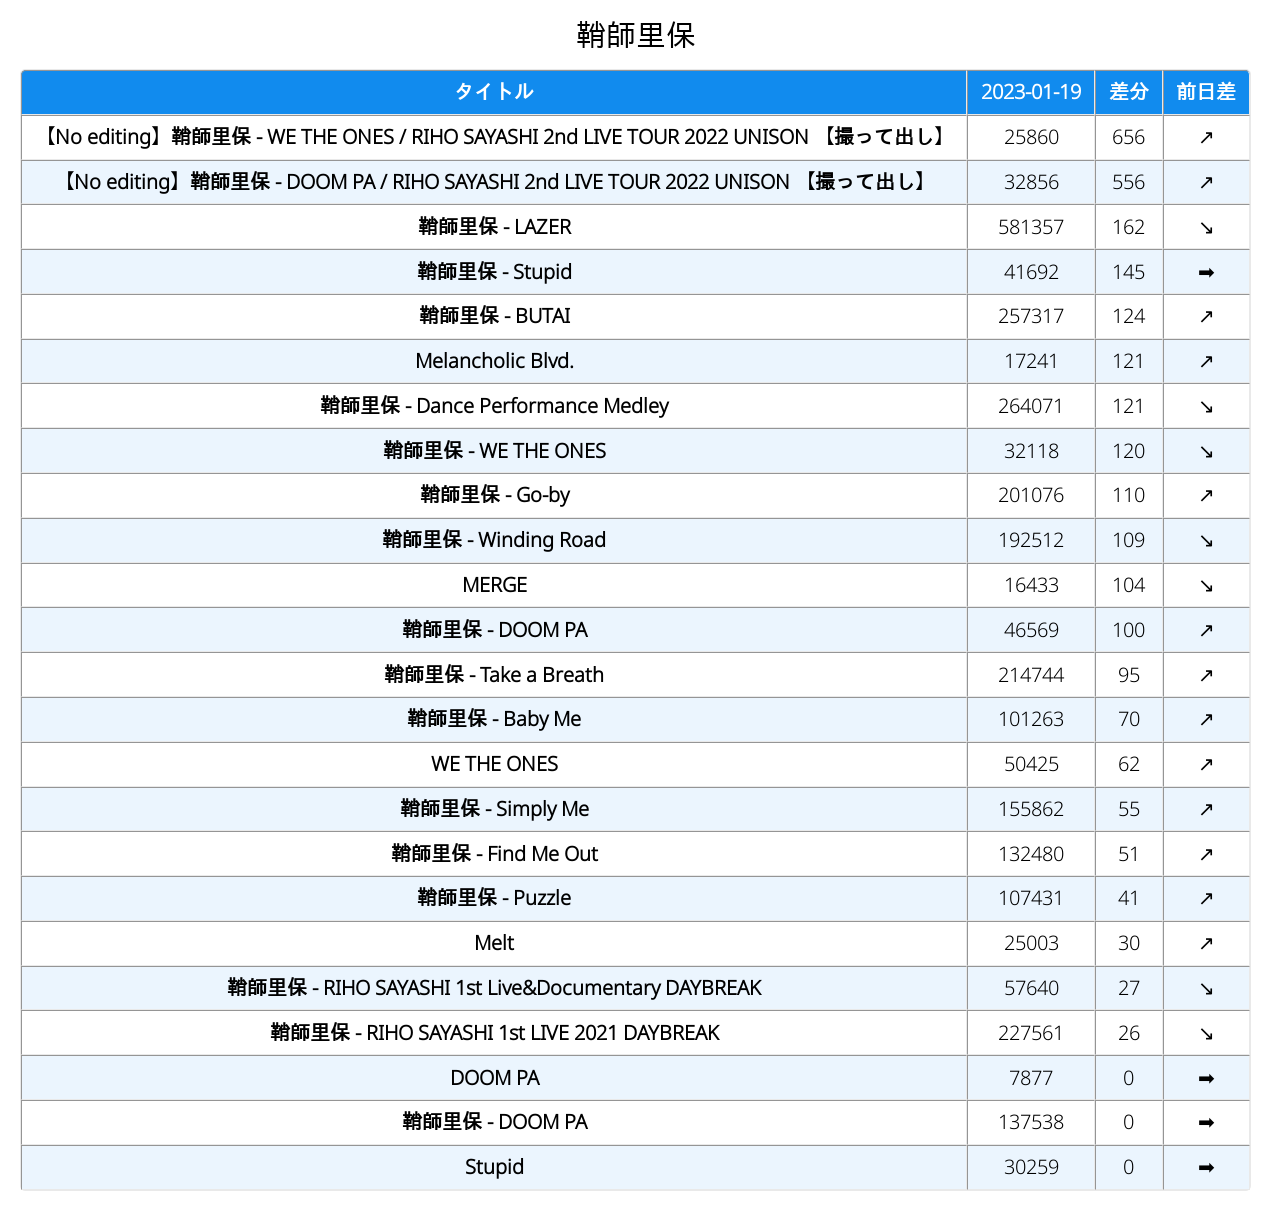 鞘師里保
タイトル 2023-01-19 差分 前日差
【No editing】鞘師里保 - WE THE ONES / RIHO SAYASHI 2nd LIVE TOUR 2022 UNISON 【撮って出し】 25860 656 ↗
【No editing】鞘師里保 - DOOM PA / RIHO SAYASHI 2nd LIVE TOUR 2022 UNISON 【撮って出し】 32856 556 ↗
鞘師里保 - LAZER 581357 162 ↘
鞘師里保 - Stupid 41692 145 ➡
鞘師里保 - BUTAI 257317 124 ↗
Melancholic Blvd. 17241 121 ↗
鞘師里保 - Dance Performance Medley 264071 121 ↘
鞘師里保 - WE THE ONES 32118 120 ↘
鞘師里保 - Go-by 201076 110 ↗
鞘師里保 - Winding Road 192512 109 ↘
MERGE 16433 104 ↘
鞘師里保 - DOOM PA 46569 100 ↗
鞘師里保 - Take a Breath 214744 95 ↗
鞘師里保 - Baby Me 101263 70 ↗
WE THE ONES 50425 62 ↗
鞘師里保 - Simply Me 155862 55 ↗
鞘師里保 - Find Me Out 132480 51 ↗
鞘師里保 - Puzzle 107431 41 ↗
Melt 25003 30 ↗
鞘師里保 - RIHO SAYASHI 1st Live&Documentary DAYBREAK 57640 27 ↘
鞘師里保 - RIHO SAYASHI 1st LIVE 2021 DAYBREAK 227561 26 ↘
DOOM PA 7877 0 ➡
鞘師里保 - DOOM PA 137538 0 ➡
Stupid 30259 0 ➡